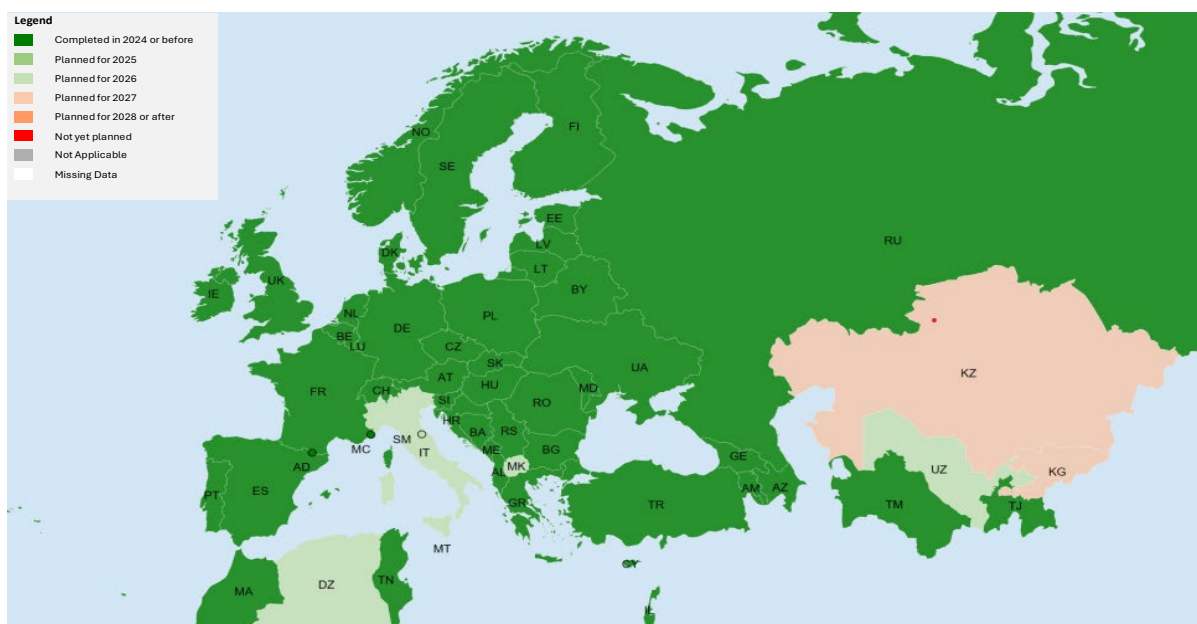 Legend
Completed in 2024 or before
Planned for 2025
Planned for 2026
Planned for 2027
Planned for 2028 or after
Not yet planned
Not Applicable
Missing Data
NO
FI
SE
EE
RU
LV
DK
LT
UK
IE
BY
NL
PL
DE
BE
LU
CZ
SK
UA
KZ
AT
HU
MD
FR
CH
SI
RO
HR
BA
RS
SM
MC
IT
ME
BG
GE
AD
AL
MK
UZ
KG
ES
PT
GR
TR
AM
AZ
TM
TJ
MT
CY
TN
DZ
MA
IL